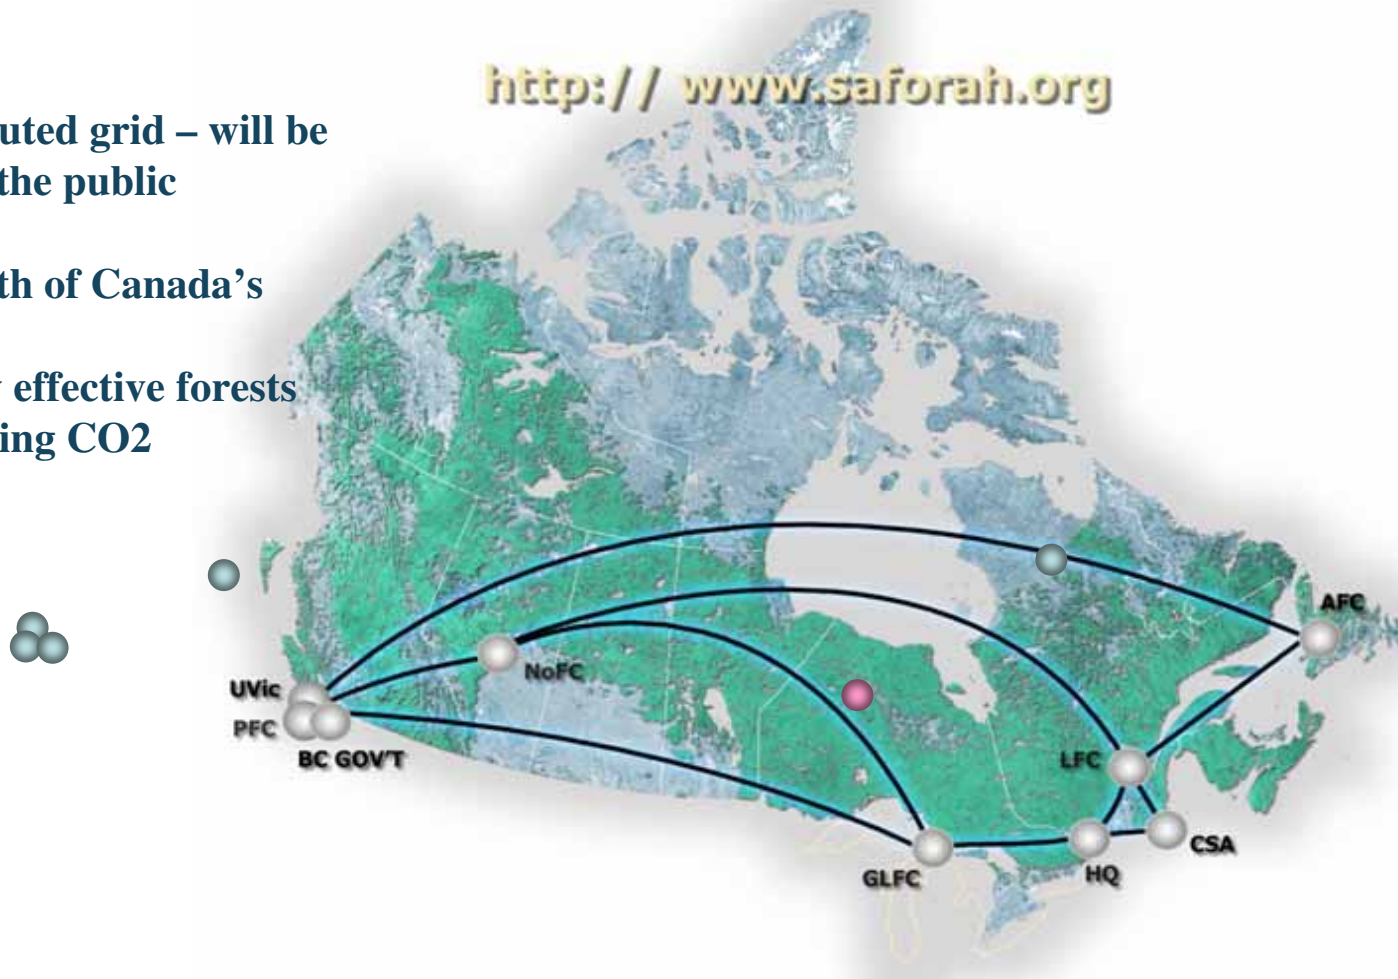 http:// www.saforah.org
uted grid – will be
the public
th of Canada's
effective forests
ing CO2
AFC
NoFC
UVic
PFC
BC GOV'T
LFC
CSA
GLFC
HQ